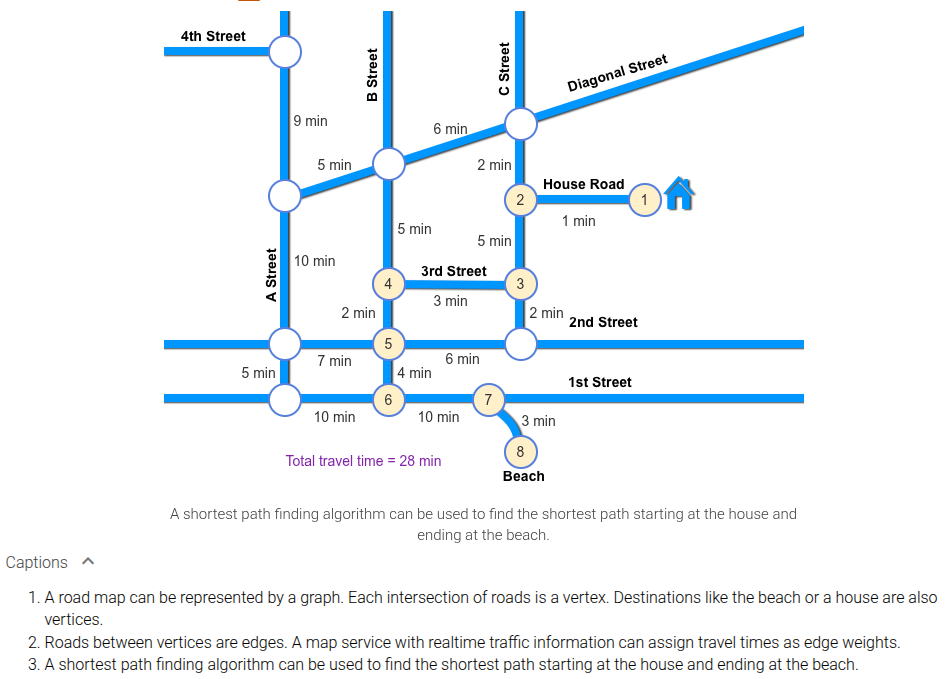 4th Street
B Street
C Street
Diagonal Street
9 min
6 min
5 min
2 min
House Road
2
1
1 min
5 min
5 min
A Street
10 min
3rd Street
4
3
3 min
2 min
2 min
2nd Street
5
7 min
6 min
5 min
4 min
1st Street
6
7
10 min
10 min
3 min
8
Total travel time = 28 min
Beach
A shortest path finding algorithm can be used to find the shortest path starting at the house and
ending at the beach.
Captions
1. A road map can be represented by a graph. Each intersection of roads is a vertex. Destinations like the beach or a house are also
vertices.
2. Roads between vertices are edges. A map service with realtime traffic information can assign travel times as edge weights.
3. A shortest path finding algorithm can be used to find the shortest path starting at the house and ending at the beach.